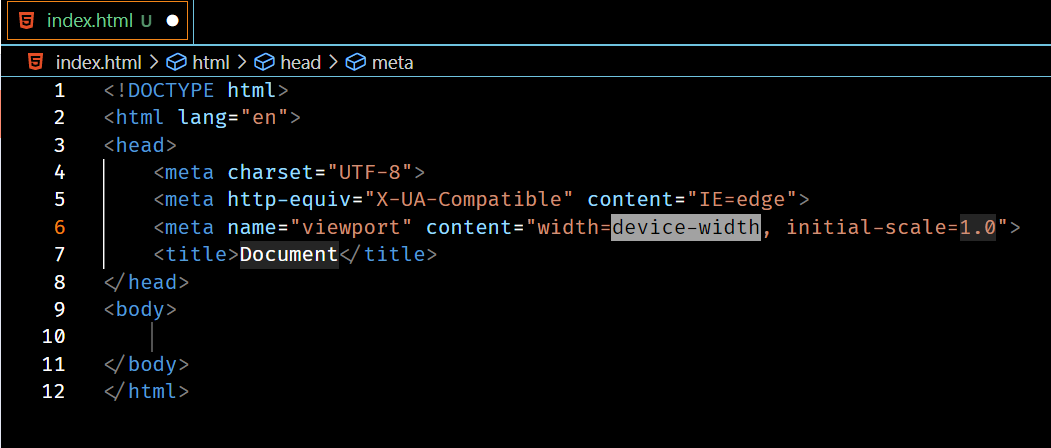 index.html U
index.html > html > head > meta
1 <!DOCTYPE html>
2 <html lang="en">
3 <head>
4     <meta charset="UTF-8">
5     <meta http-equiv="X-UA-Compatible" content="IE=edge">
6     <meta name="viewport" content="width=device-width, initial-scale=1.0">
7     <title>Document</title>
8 </head>
9 <body>
10
11 </body>
12 </html>